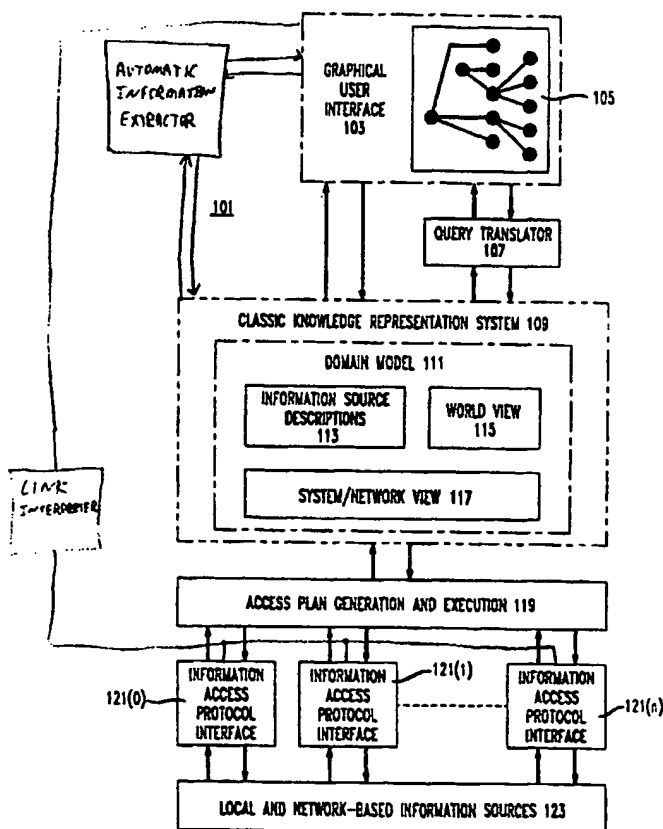 AUTOMATIC
INFORMATION
EXTRACTOR
GRAPHICAL
USER
INTERFACE
103
105
101
QUERY TRANSLATOR
107
CLASSIC KNOWLEDGE REPRESENTATION SYSTEM 109
DOMAIN MODEL 111
INFORMATION SOURCE
DESCRIPTIONS
113
WORLD VIEW
115
SYSTEM/NETWORK VIEW 117
LINK
ACCESS PLAN GENERATION AND EXECUTION 119
121(0)
INFORMATION
ACCESS
PROTOCOL
INTERFACE
INFORMATION
ACCESS
PROTOCOL
INTERFACE
121(1)
INFORMATION
ACCESS
PROTOCOL
INTERFACE
121(n)
LOCAL AND NETWORK-BASED INFORMATION SOURCES 123